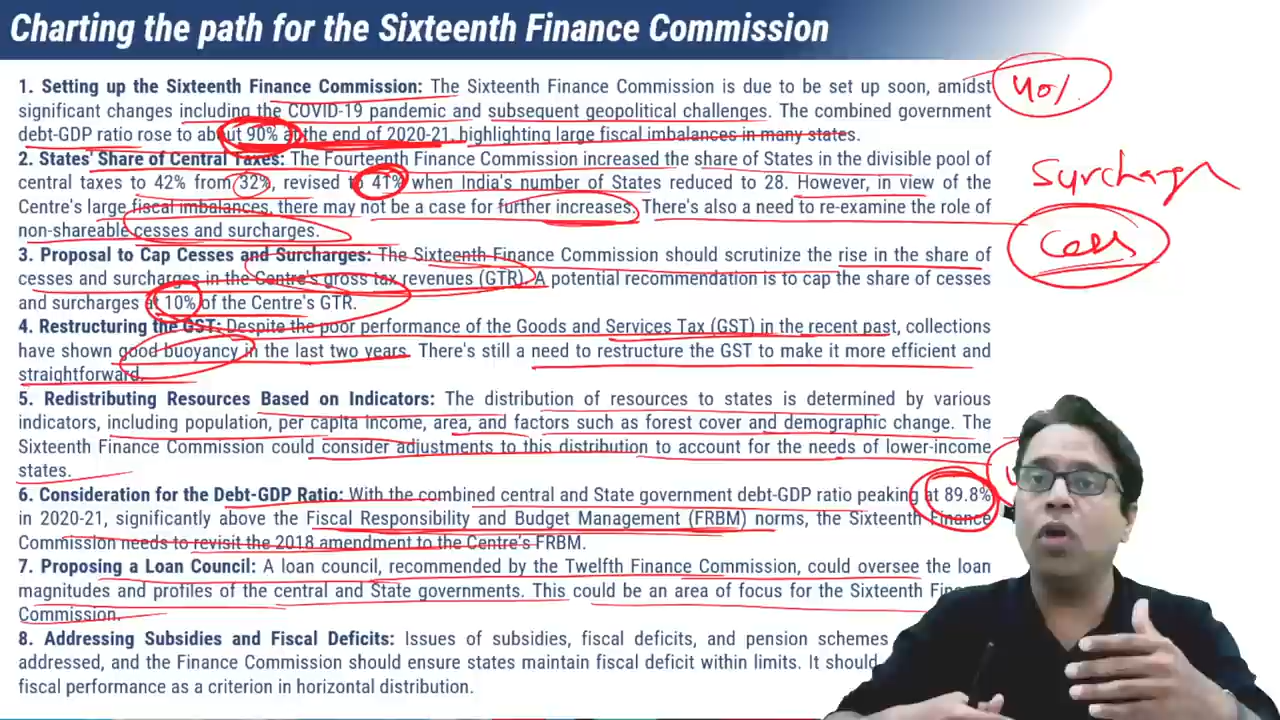 Charting the path for the Sixteenth Finance Commission
1. Setting up the Sixteenth Finance Commission: The Sixteenth Finance Commission is due to be set up soon, amidst
significant changes including the COVID-19 pandemic and subsequent geopolitical challenges. The combined government
debt-GDP ratio rose to about 90% at the end of 2020-21, highlighting large fiscal imbalances in many states.
2. States' Share of Central Taxes: The Fourteenth Finance Commission increased the share of States in the divisible pool of
central taxes to 42% from 32%, revised to 41% when India's number of States reduced to 28. However, in view of the
Centre's large fiscal imbalances, there may not be a case for further increases. There's also a need to re-examine the role of
non-shareable cesses and surcharges.
3. Proposal to Cap Cesses and Surcharges: The Sixteenth Finance Commission should scrutinize the rise in the share of
cesses and surcharges in the Centre's gross tax revenues (GTR). A potential recommendation is to cap the share of cesses
and surcharges at 10% of the Centre's GTR.
4. Restructuring the GST: Despite the poor performance of the Goods and Services Tax (GST) in the recent past, collections
have shown good buoyancy in the last two years. There's still a need to restructure the GST to make it more efficient and
straightforward.
5. Redistributing Resources Based on Indicators: The distribution of resources to states is determined by various
indicators, including population, per capita income, area, and factors such as forest cover and demographic change. The
Sixteenth Finance Commission could consider adjustments to this distribution to account for the needs of lower-income
states.
6. Consideration for the Debt-GDP Ratio: With the combined central and State government debt-GDP ratio peaking at 89.8%
in 2020-21, significantly above the Fiscal Responsibility and Budget Management (FRBM) norms, the Sixteenth Finance
Commission needs to revisit the 2018 amendment to the Centre's FRBM.
7. Proposing a Loan Council: A loan council, recommended by the Twelfth Finance Commission, could oversee the loan
magnitudes and profiles of the central and State governments. This could be an area of focus for the Sixteenth
Commission.
8. Addressing Subsidies and Fiscal Deficits: Issues of subsidies, fiscal deficits, and pension schemes
addressed, and the Finance Commission should ensure states maintain fiscal deficit within limits. It should
fiscal performance as a criterion in horizontal distribution.
40%
Surcharge
Cess